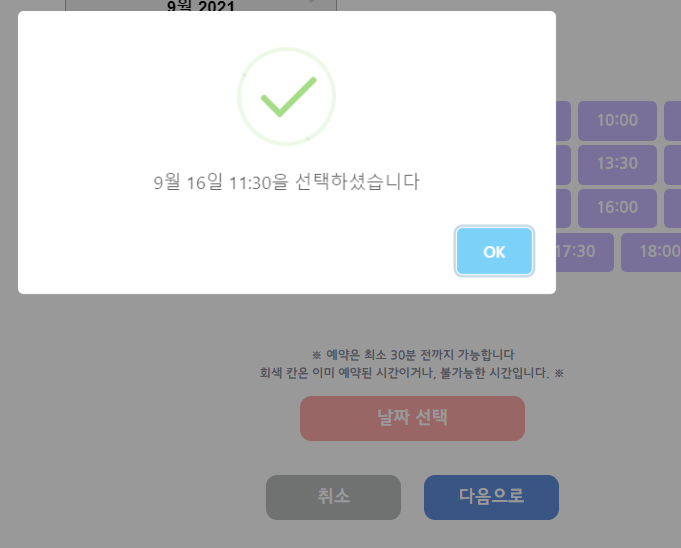 9월 2021
9월 16일 11:30을 선택하셨습니다
OK
10:00
13:30
16:00
17:30 18:00
※ 예약은 최소 30분 전까지 가능합니다
회색 칸은 이미 예약된 시간이거나, 불가능한 시간입니다. ※
날짜 선택
취소 다음으로